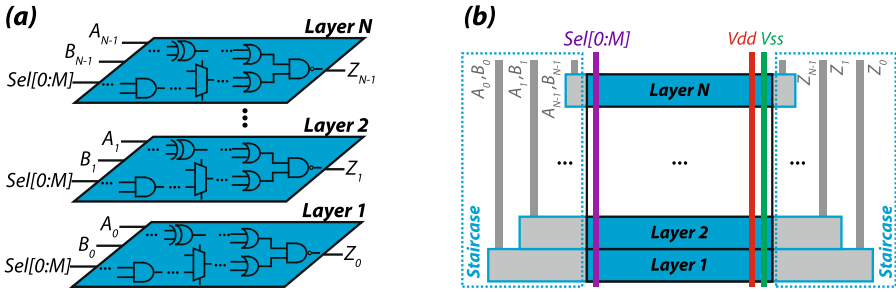 (a)
Layer N
A_{N-1}
B_{N-1}
Sel[0:M]
Z_{N-1}
...
Layer 2
A_1
B_1
Sel[0:M]
Z_1
Layer 1
A_0
B_0
Sel[0:M]
Z_0
(b)
Sel[0:M]
Vdd
Vss
A_0,B_0
A_1,B_1
A_{N-1},B_{N-1}
Layer N
Z_{N-1}
Z_1
Z_0
...
...
...
Staircase
Layer 2
Layer 1
Staircase